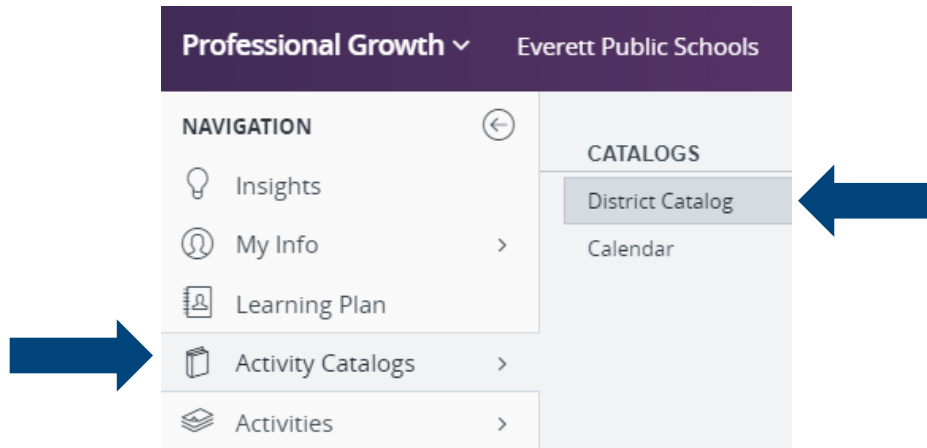 Professional Growth Everett Public Schools
NAVIGATION
Insights
My Info
Learning Plan
Activity Catalogs
Activities
CATALOGS
District Catalog
Calendar